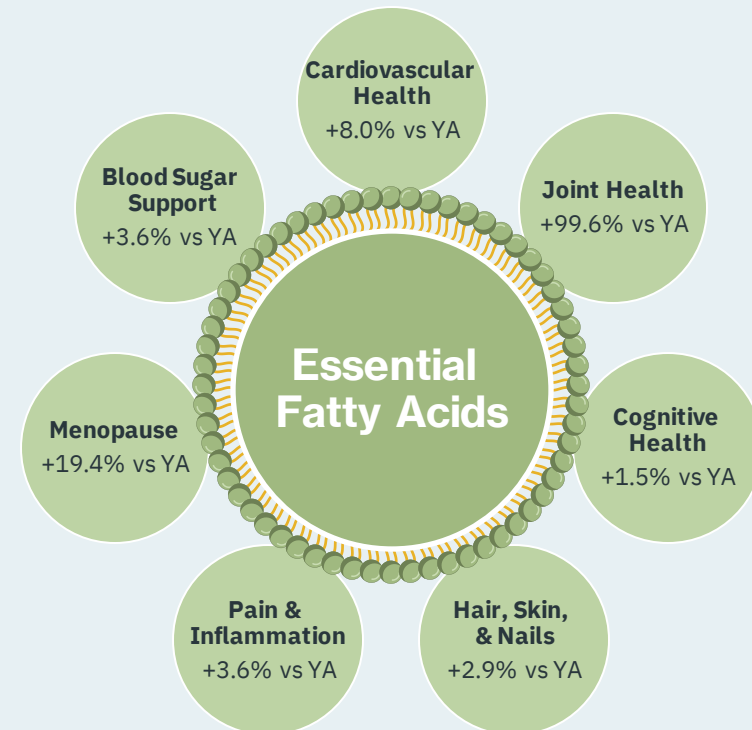 Cardiovascular
Health
+8.0% vs YA
Blood Sugar
Support
+3.6% vs YA
Joint Health
+99.6% vs YA
Essential
Fatty Acids
Menopause
+19.4% vs YA
Cognitive
Health
+1.5% vs YA
Pain &
Inflammation
+3.6% vs YA
Hair, Skin,
& Nails
+2.9% vs YA